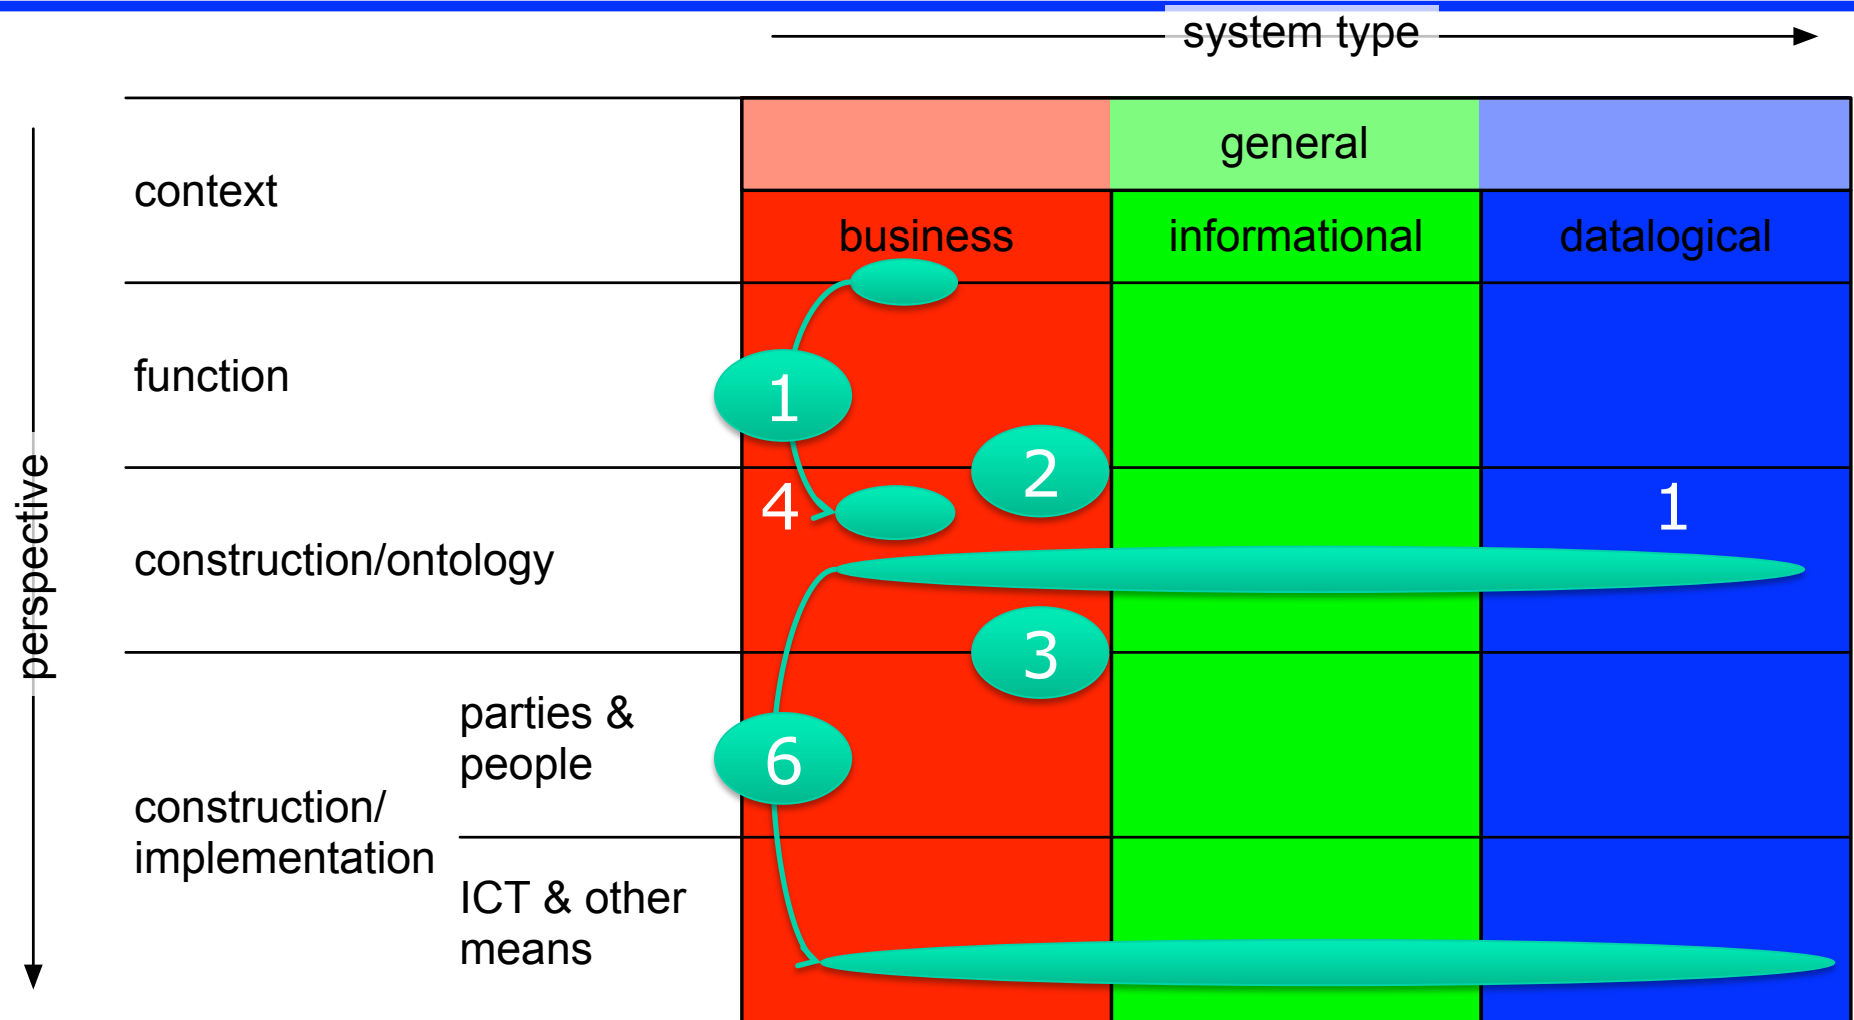 system type
general
context
business
informational
datalogical
function
1
2
4
1
construction/ontology
perspective
3
parties &
people
6
construction/
implementation
ICT & other
means